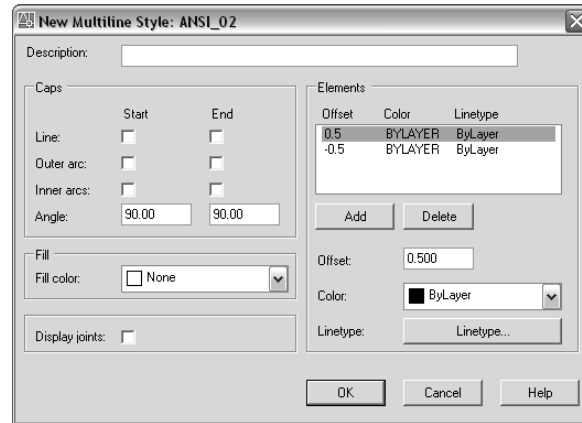 New Multiline Style: ANSI_02
Description:
Caps
Start End
Line:
Outer arc:
Inner arcs:
Angle: 90.00 90.00
Fill
Fill color: None
Display joints:
Elements
Offset Color Linetype
0.5 BYLAYER ByLayer
-0.5 BYLAYER ByLayer
Add Delete
Offset: 0.500
Color: ByLayer
Linetype: Linetype...
OK Cancel Help